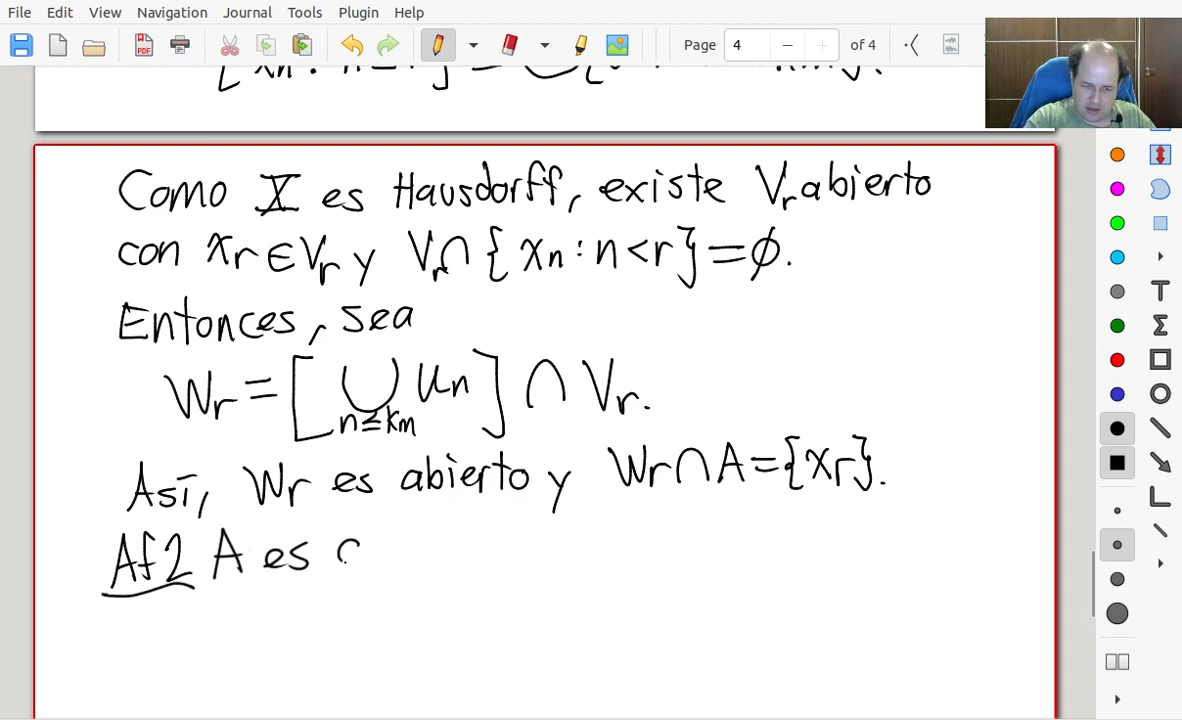 File Edit View Navigation Journal Tools Plugin Help
Page 4 of 4
Como X es Hausdorff, existe Vr abierto
con xr ∈ Vr y Vr ∩ { xn : n < r } = ∅.
Entonces, sea
Wr = [ ⋃ n≤km Un ] ∩ Vr.
Así, Wr es abierto y Wr ∩ A = {xr}.
Af2 A es c